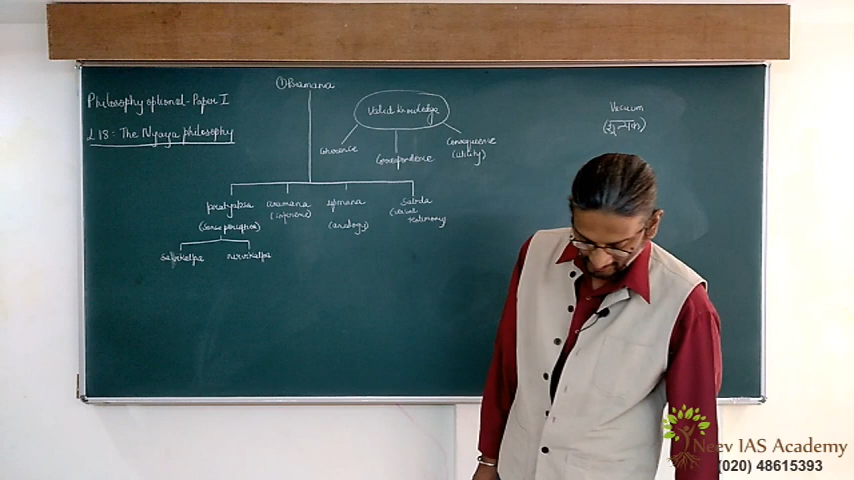 Philosophy optional - Paper I
L 18: The Nyaya philosophy
① Pramana
Valid Knowledge
Coherence
Correspondence
Consequence
(utility)
Vacuum
(शून्यक)
pratyaksa
(sense perception)
savikalpa
nirvikalpa
anumana
(inference)
upmana
(analogy)
Sabda
(verbal
testimony)
Neev IAS Academy
(020) 48615393